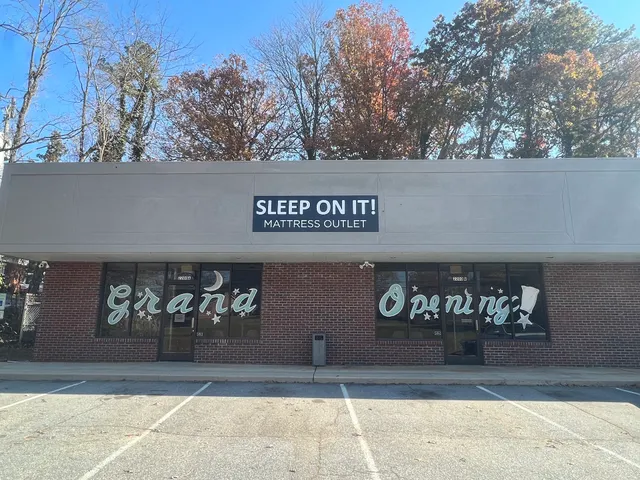 SLEEP ON IT!
MATTRESS OUTLET
Grand Opening!